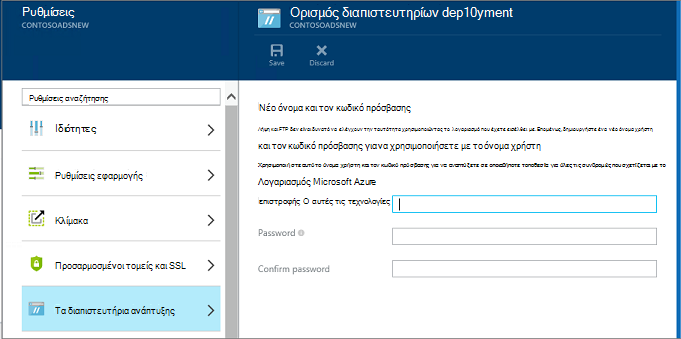 Ρυθμίσεις
CONTOSOADSNEW
Ρυθμίσεις αναζήτησης
Ιδιότητες
Ρυθμίσεις εφαρμογής
Κλίμακα
Προσαρμοσμένοι τομείς και SSL
Τα διαπιστευτήρια ανάπτυξης
Ορισμός διαπιστευτηρίων dep10yment
CONTOSOADSNEW
Save
Discard
Νέο όνομα και τον κωδικό πρόσβασης
Λήψη και FTP δεν είναι δυνατό να ελέγχουν την ταυτότητα χρησιμοποιώντας το λογαριασμό που έχετε εισέλθει με. Επομένως, δημιουργήστε ένα νέο όνομα χρήστη
και τον κωδικό πρόσβασης για να χρησιμοποιήσετε με το όνομα χρήστη
Χρησιμοποιήστε αυτό το όνομα χρήστη και τον κωδικό πρόσβασης για να αναπτύξετε σε οποιαδήποτε τοποθεσία για όλες τις συνδρομές που σχετίζεται με το
Λογαριασμός Microsoft Azure
επιστροφής Ο αυτές τις τεχνολογίες
Password
Confirm password